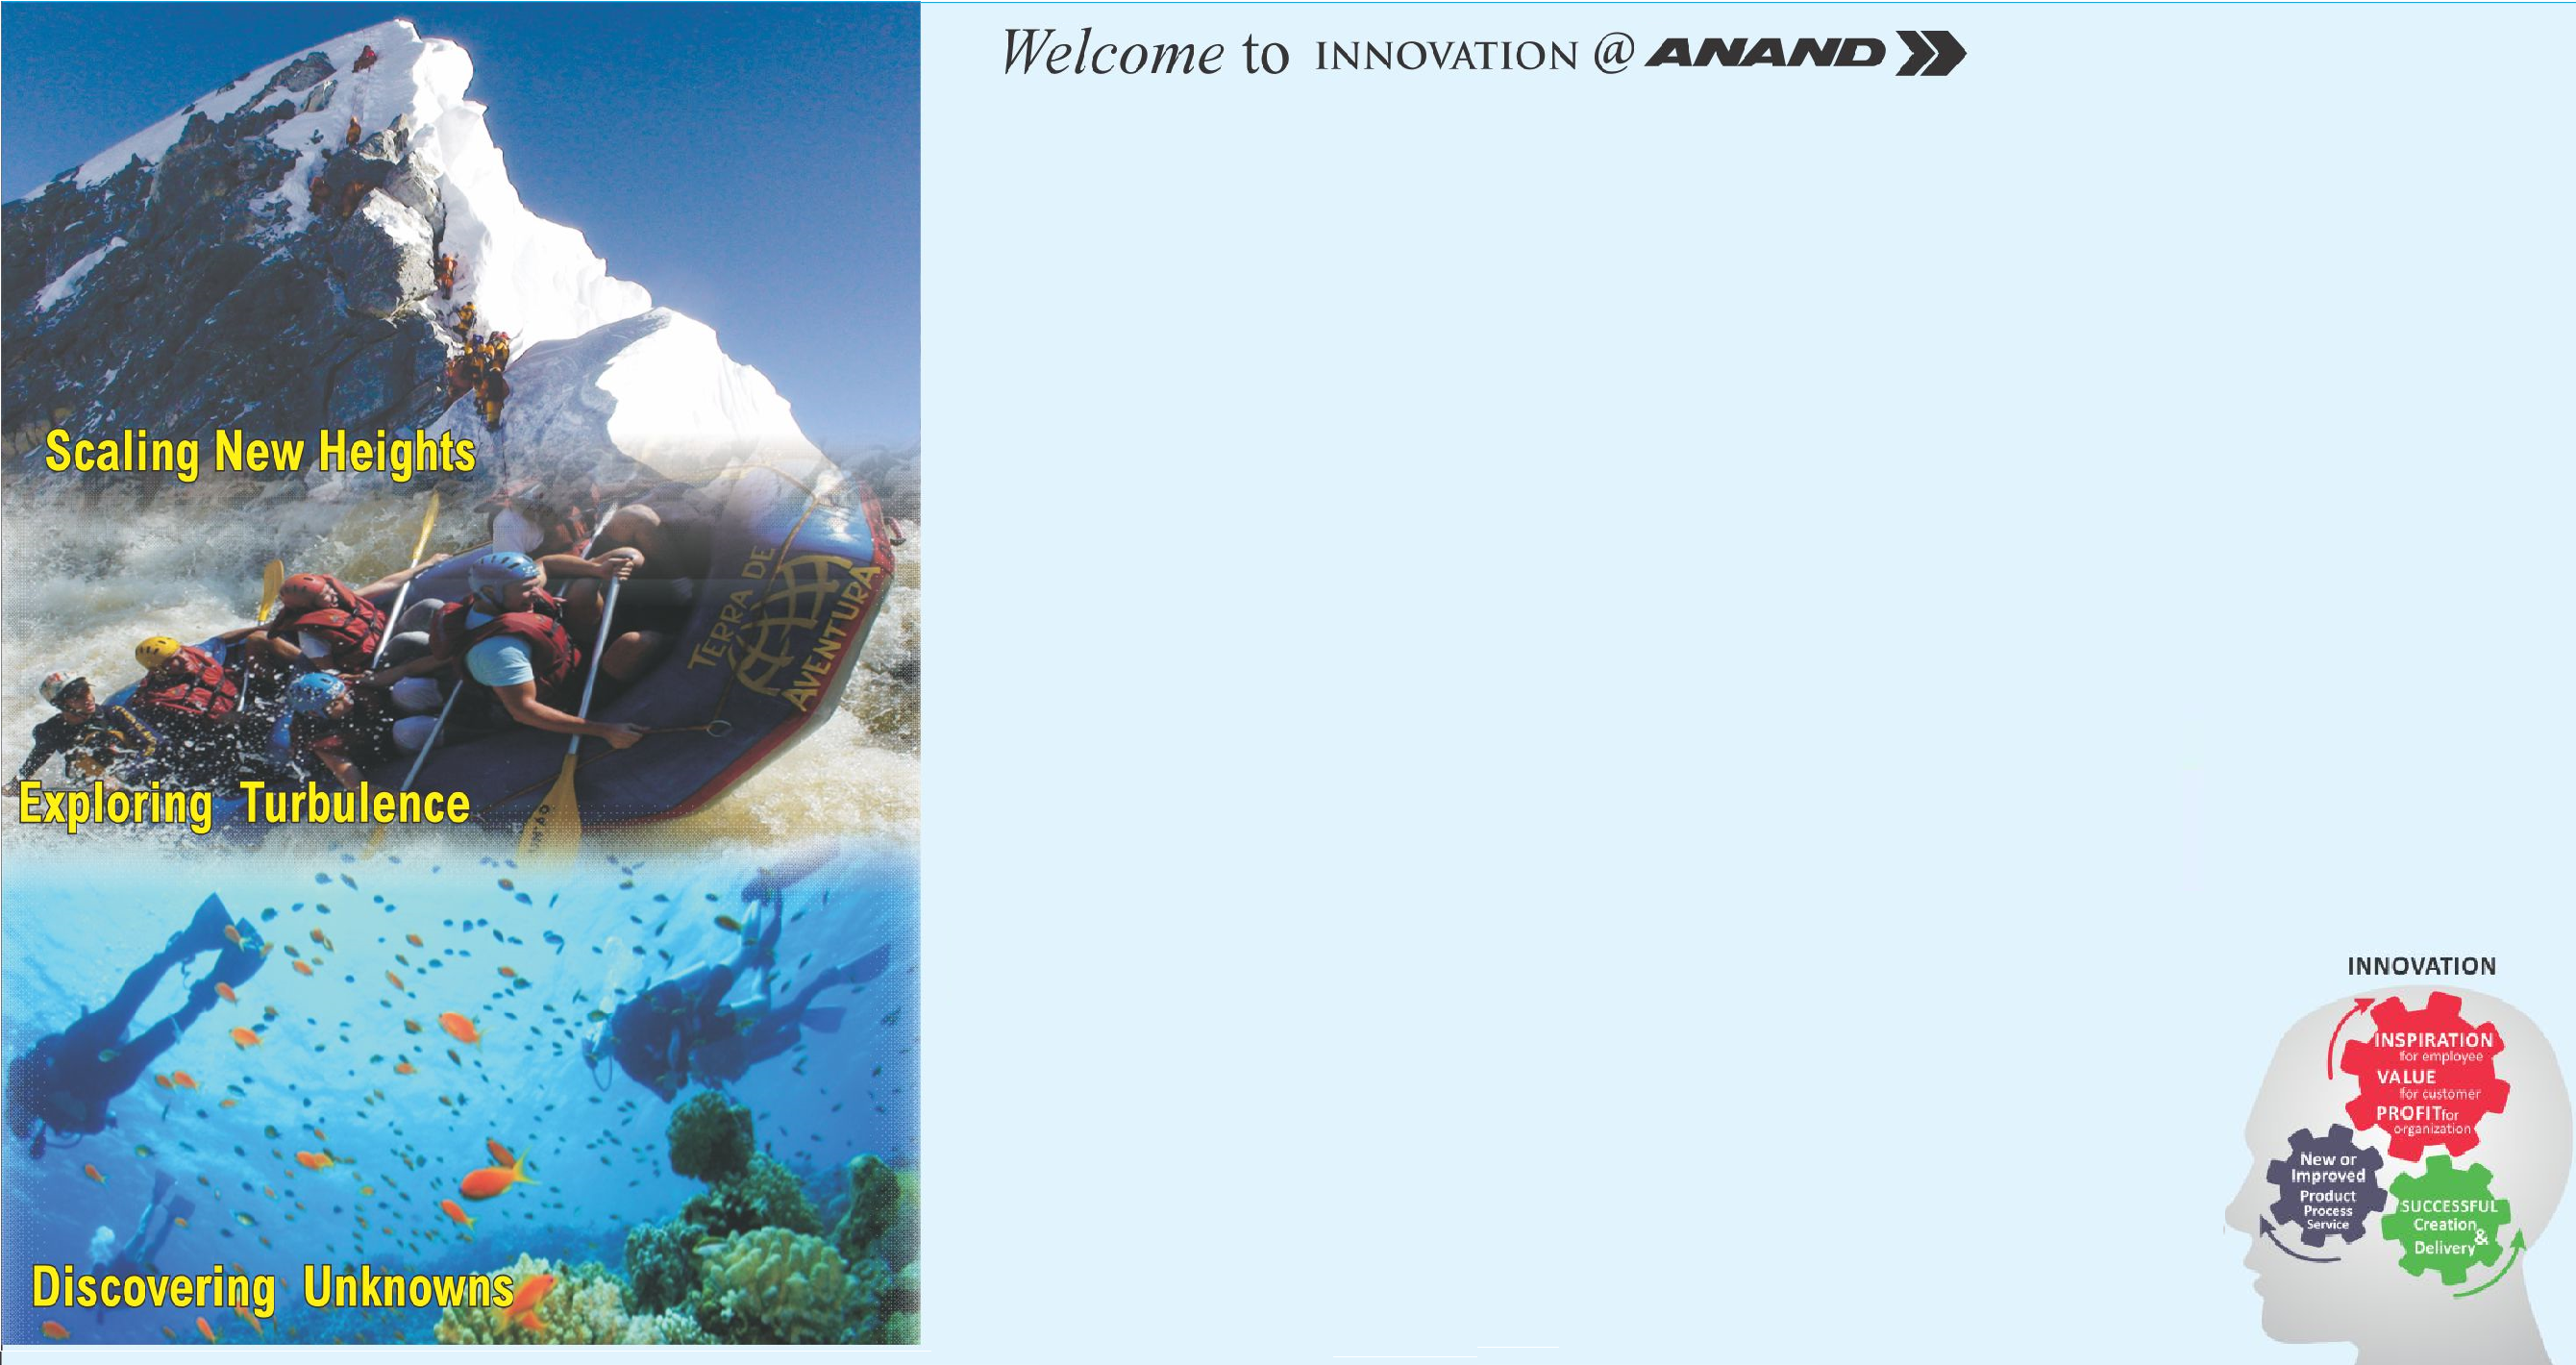 Welcome to INNOVATION @ ANAND
Scaling New Heights
TERRA DE
AVENTURA
Exploring Turbulence
Discovering Unknowns
INNOVATION
INSPIRATION
for employee
VALUE
for customer
PROFIT for
organization
New or
Improved
Product
Process
Service
SUCCESSFUL
Creation
&
Delivery